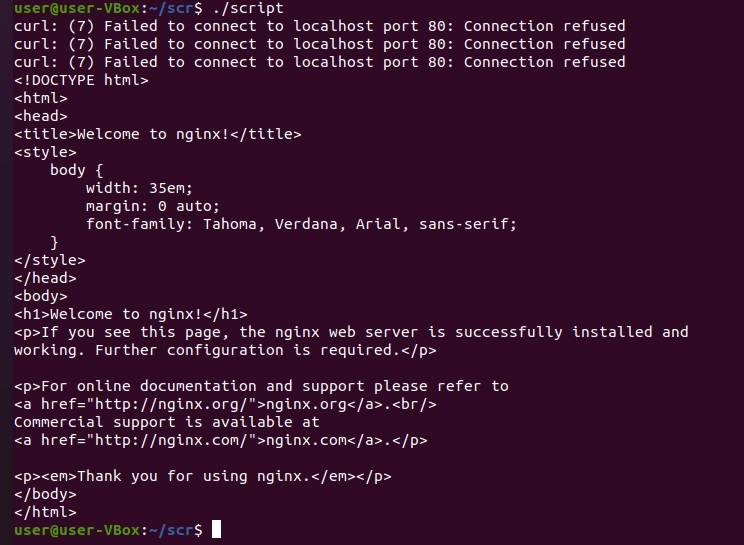 user@user-VBox:~/scr$ ./script
curl: (7) Failed to connect to localhost port 80: Connection refused
curl: (7) Failed to connect to localhost port 80: Connection refused
curl: (7) Failed to connect to localhost port 80: Connection refused
<!DOCTYPE html>
<html>
<head>
<title>Welcome to nginx!</title>
<style>
    body {
        width: 35em;
        margin: 0 auto;
        font-family: Tahoma, Verdana, Arial, sans-serif;
    }
</style>
</head>
<body>
<h1>Welcome to nginx!</h1>
<p>If you see this page, the nginx web server is successfully installed and
working. Further configuration is required.</p>

<p>For online documentation and support please refer to
<a href="http://nginx.org/">nginx.org</a>.<br/>
Commercial support is available at
<a href="http://nginx.com/">nginx.com</a>.</p>

<p><em>Thank you for using nginx.</em></p>
</body>
</html>
user@user-VBox:~/scr$